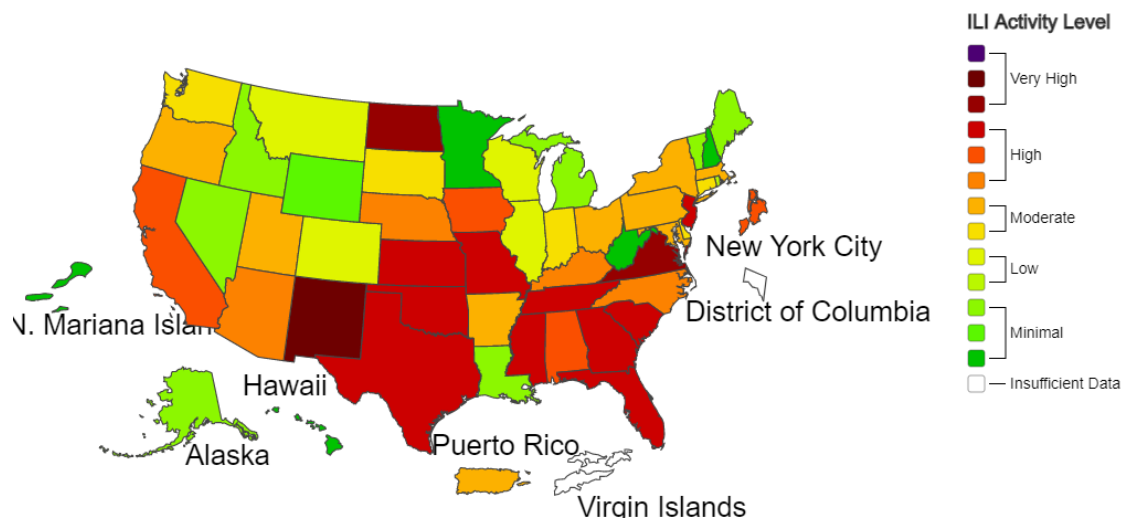 ILI Activity Level
Very High
High
Moderate
Low
Minimal
Insufficient Data
New York City
District of Columbia
N. Mariana Islan
Hawaii
Alaska
Puerto Rico
Virgin Islands